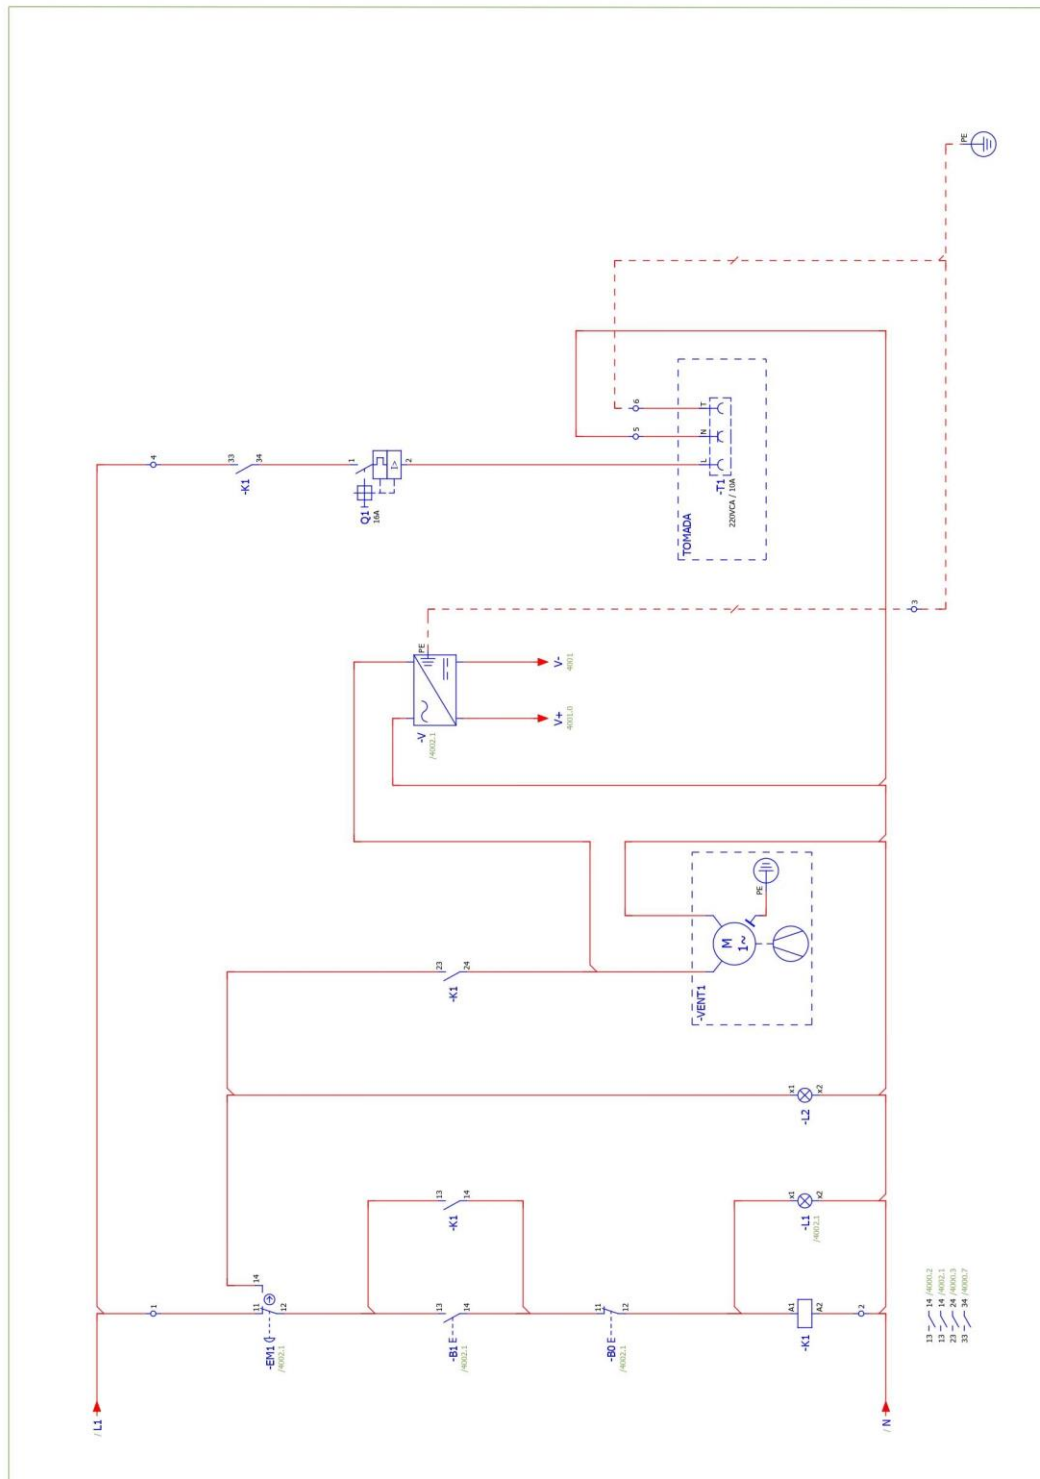 / L1
/ N
1
-EM1
/4002.1
11
12
14
-B1
/4002.1
13
14
-K1
13
14
-B0
/4002.1
11
12
-K1
A1
A2
2
-L1
/4002.1
x1
x2
-L2
x1
x2
13 14 /4000.2
13 14 /4002.1
23 24 /4000.3
33 34 /4000.7
-K1
23
24
-VENT1
M
1~
PE
-V
/4002.1
PE
V+
4001.0
V-
4001
3
4
-K1
33
34
Q1
16A
1
2
I>
TOMADA
-T1
220VCA / 10A
L
N
T
5
6
PE